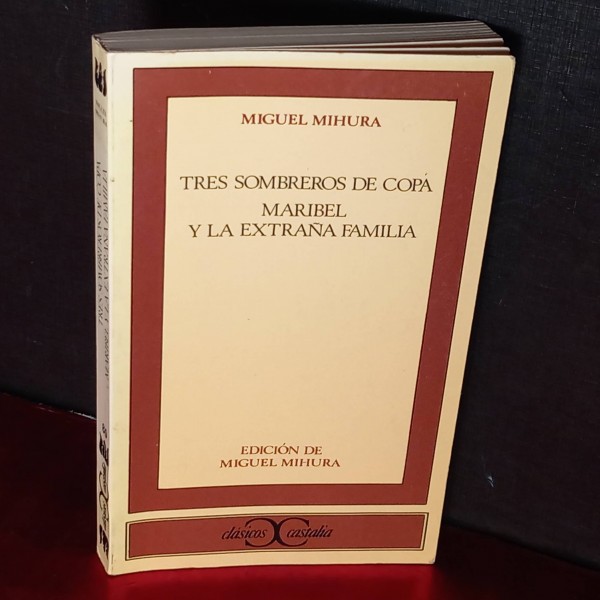 MIGUEL MIHURA
TRES SOMBREROS DE COPA
MARIBEL
Y LA EXTRAÑA FAMILIA
EDICIÓN DE
MIGUEL MIHURA
clásicos castalia